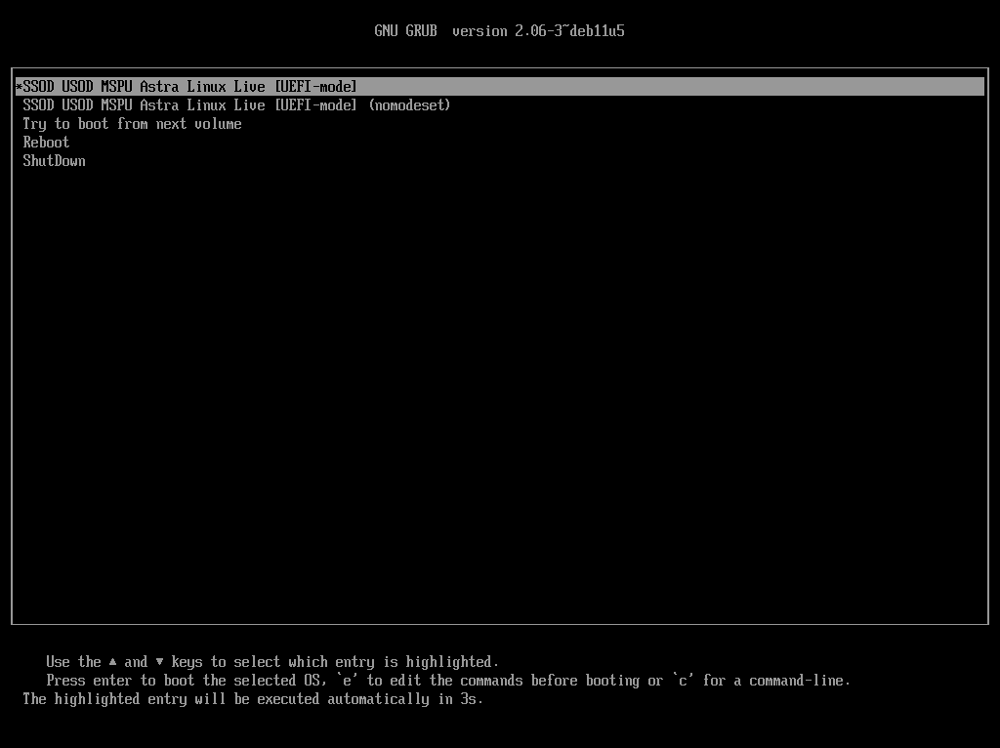 GNU GRUB  version 2.06-3~deb11u5
*SSOD USOD MSPU Astra Linux Live [UEFI-mode]
SSOD USOD MSPU Astra Linux Live [UEFI-mode] (nomodeset)
Try to boot from next volume
Reboot
ShutDown
Use the ▲ and ▼ keys to select which entry is highlighted.
Press enter to boot the selected OS, `e' to edit the commands before booting or `c' for a command-line.
The highlighted entry will be executed automatically in 3s.